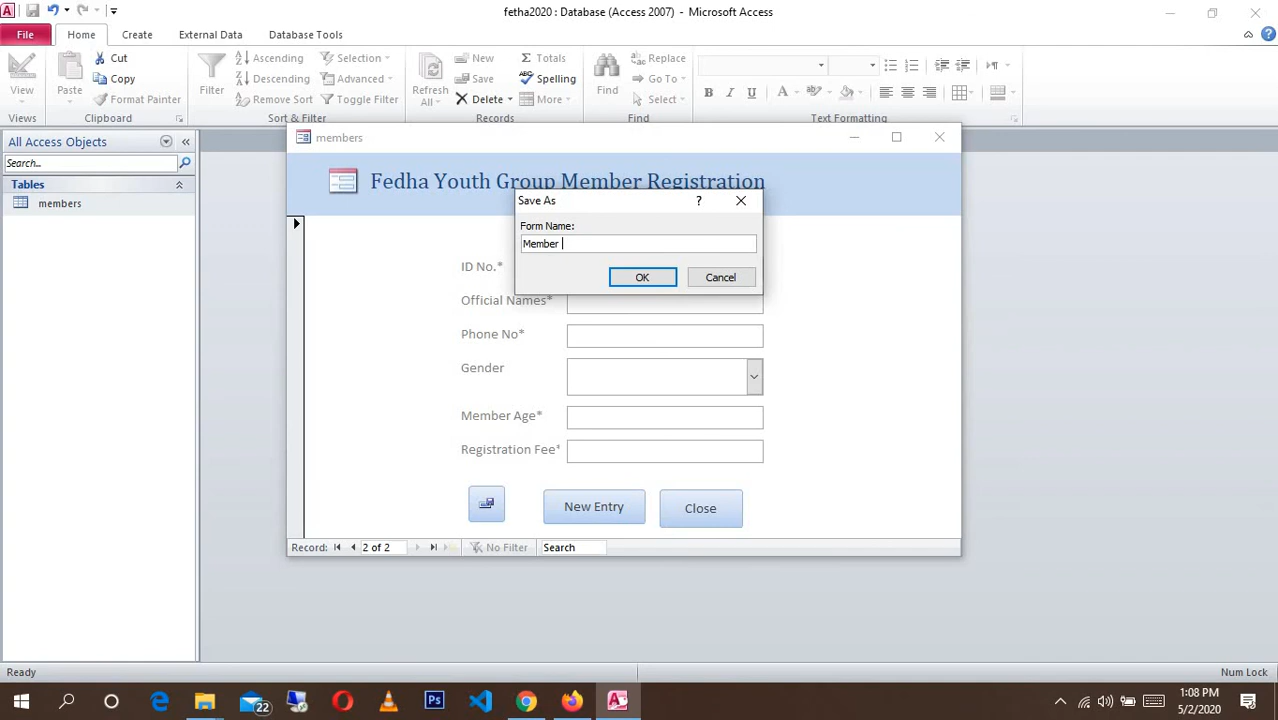 fetha2020 : Database (Access 2007) - Microsoft Access
File Home Create External Data Database Tools
View
Views
Paste
Cut
Copy
Format Painter
Clipboard
Filter
Ascending
Descending
Remove Sort
Selection
Advanced
Toggle Filter
Sort & Filter
Refresh
All
New
Save
Delete
Totals
Spelling
More
Records
Find
Replace
Go To
Select
Find
Text Formatting
All Access Objects
Search...
Tables
members
members
Fedha Youth Group Member Registration
Save As
Form Name:
Member
OK Cancel
ID No.*
Official Names*
Phone No*
Gender
Member Age*
Registration Fee*
New Entry Close
Record: 2 of 2 No Filter Search
Ready Num Lock
22
Ps
1:08 PM
5/2/2020